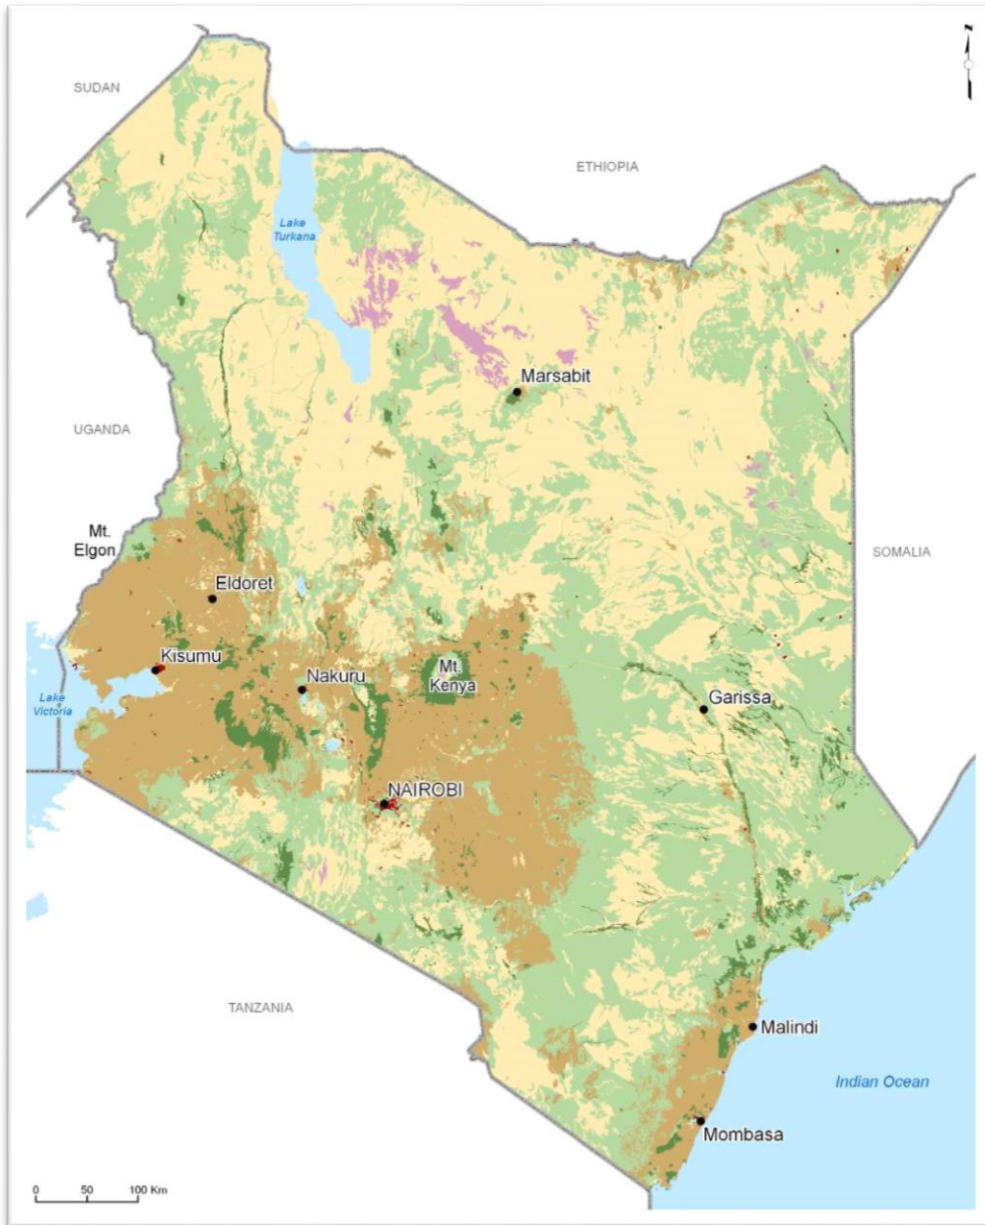 N
SUDAN
ETHIOPIA
Lake
Turkana
Marsabit
UGANDA
Mt.
Elgon
SOMALIA
Eldoret
Kisumu
Nakuru
Mt.
Kenya
Garissa
Lake
Victoria
NAIROBI
TANZANIA
Malindi
Indian Ocean
Mombasa
0 50 100 Km